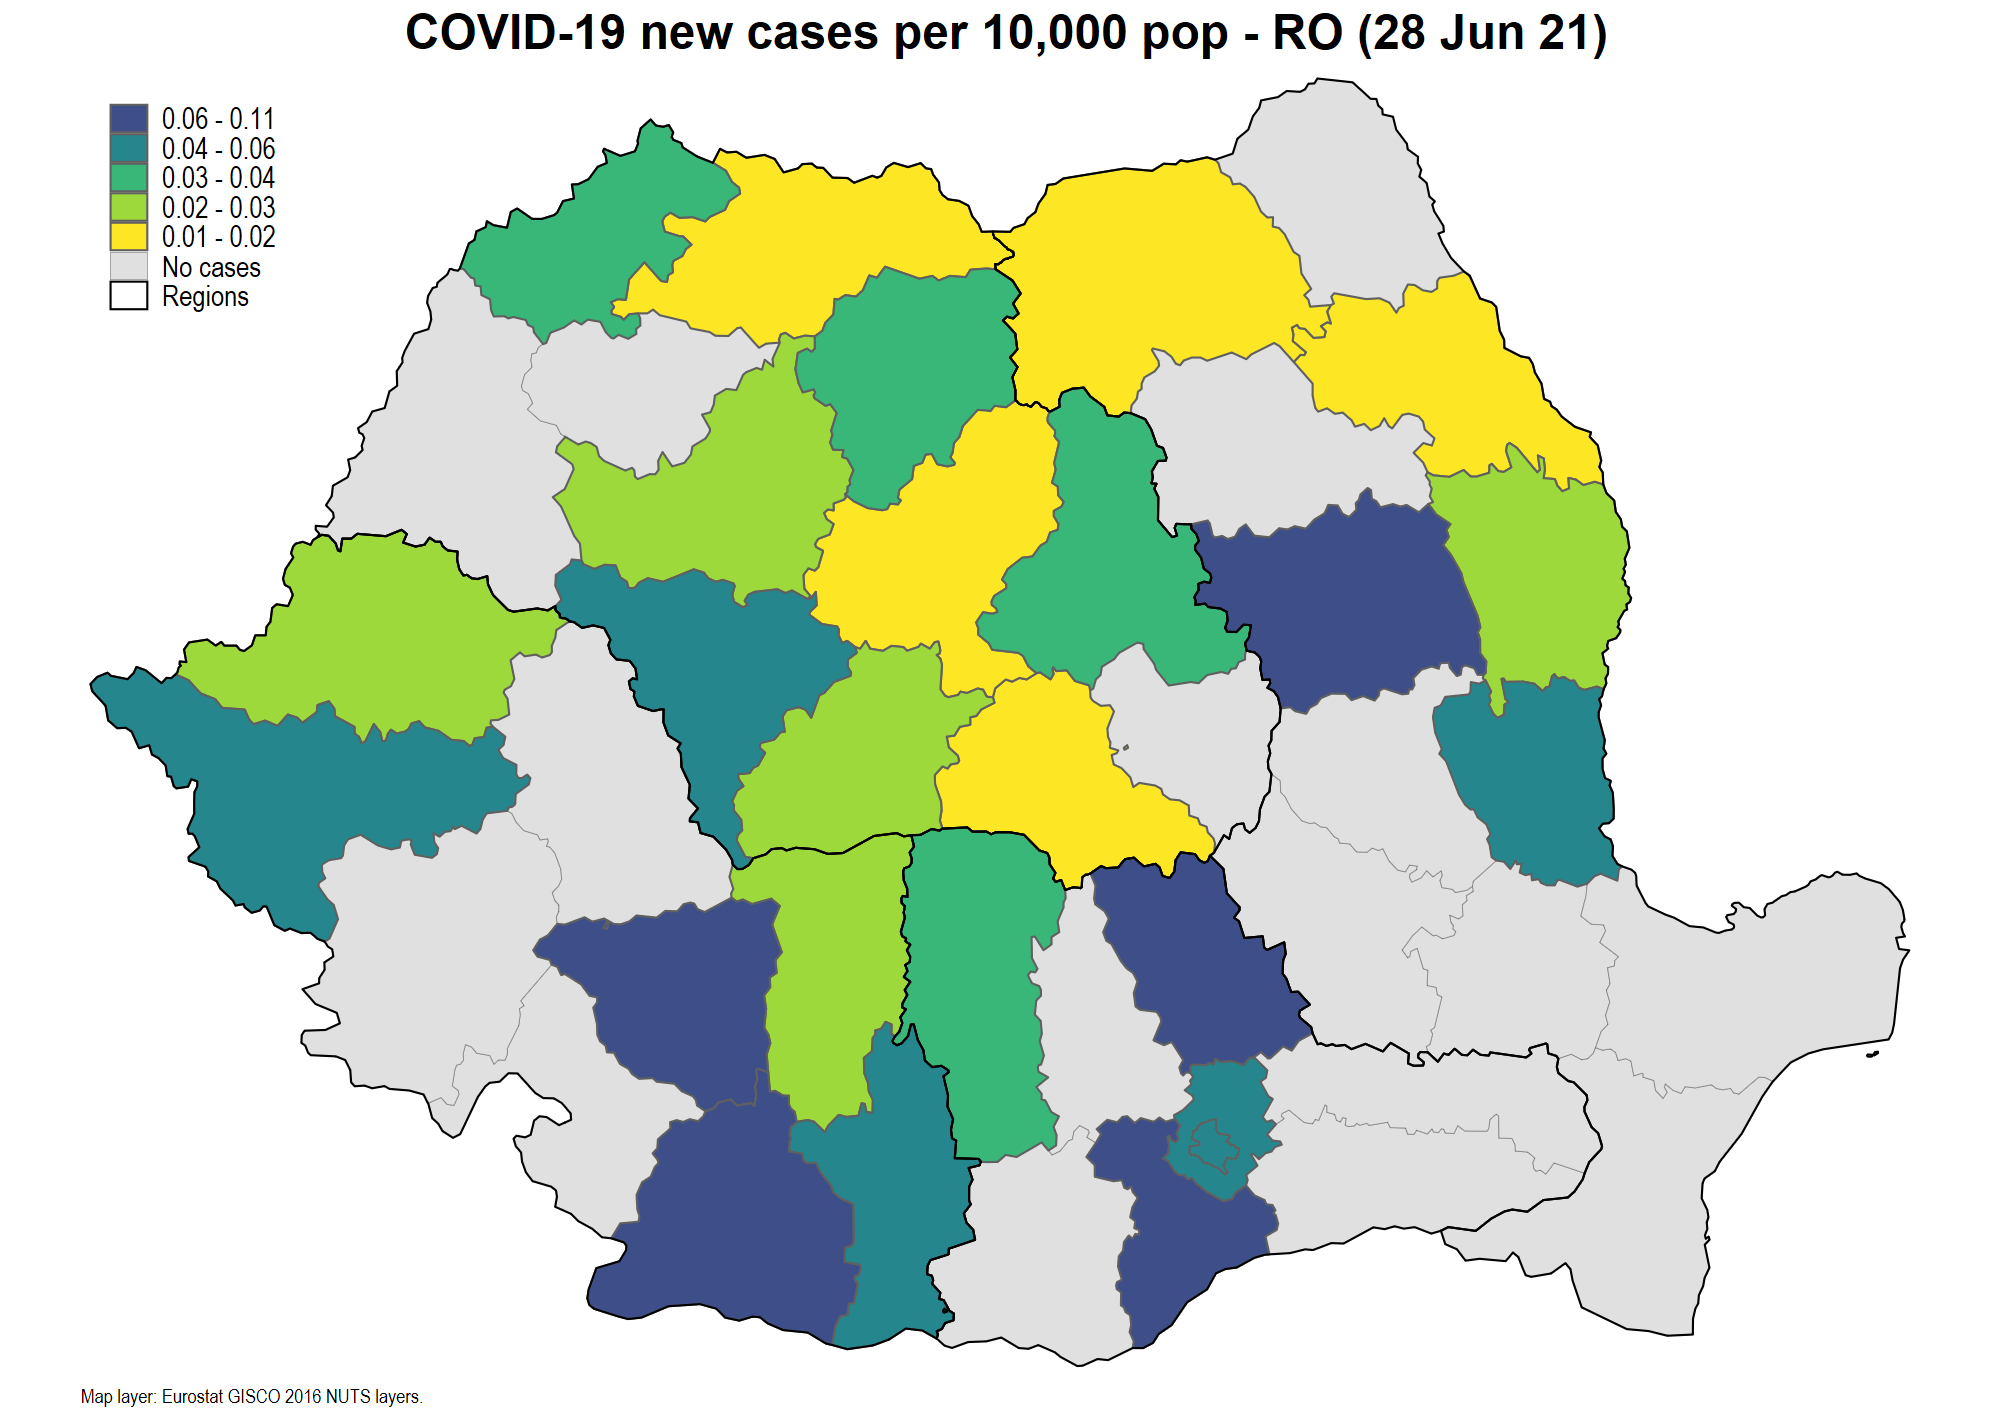 COVID-19 new cases per 10,000 pop - RO (28 Jun 21)
0.06 - 0.11
0.04 - 0.06
0.03 - 0.04
0.02 - 0.03
0.01 - 0.02
No cases
Regions
Map layer: Eurostat GISCO 2016 NUTS layers.